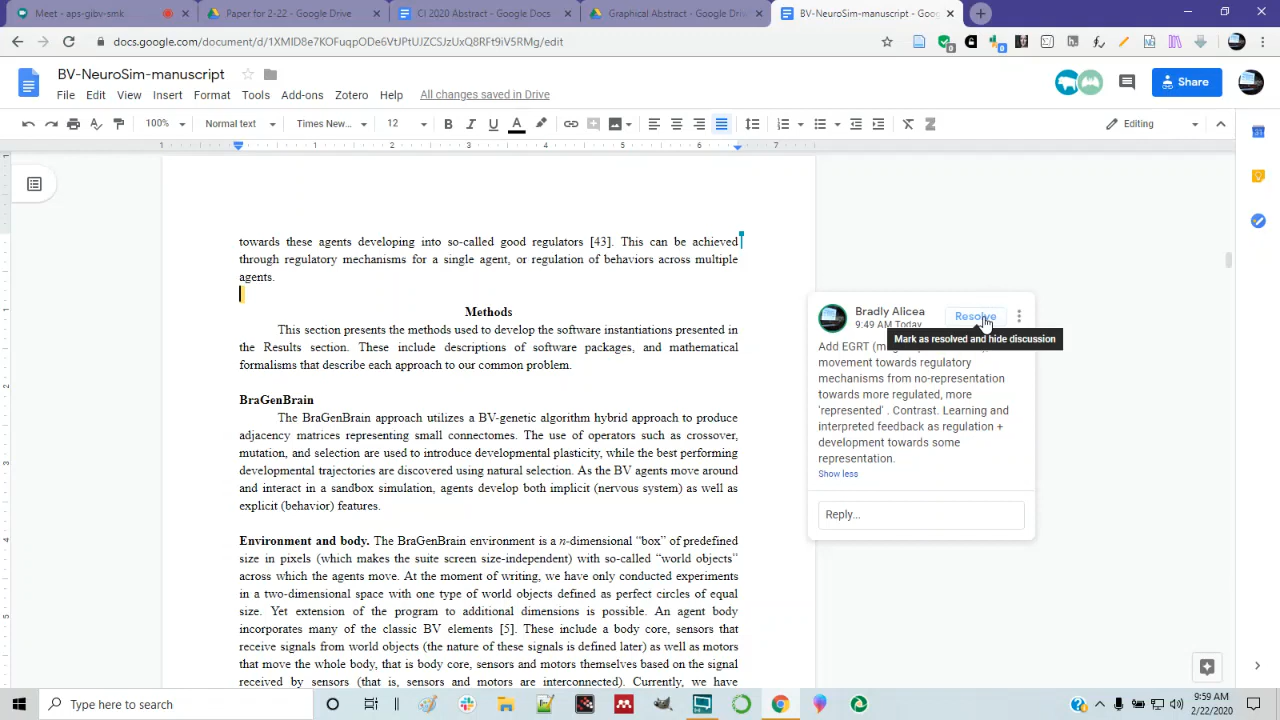 Meet - aas-jsbv-smk
Paper for 2-22 - Google Drive
CI 2020 Abstract - Google Docs
Graphical Abstract - Google Drive
BV-NeuroSim-manuscript - Google
docs.google.com/document/d/1XMID8e7KOFuqpODe6VtJPtUJZCSJzUxQ8RFt9iV5RMg/edit
BV-NeuroSim-manuscript
File Edit View Insert Format Tools Add-ons Zotero Help All changes saved in Drive
Share
100% Normal text Times New... 12 B I U A Editing
1 1 2 3 4 5 6 7
towards these agents developing into so-called good regulators [43]. This can be achieved
through regulatory mechanisms for a single agent, or regulation of behaviors across multiple
agents.
Methods
This section presents the methods used to develop the software instantiations presented in
the Results section. These include descriptions of software packages, and mathematical
formalisms that describe each approach to our common problem.
BraGenBrain
The BraGenBrain approach utilizes a BV-genetic algorithm hybrid approach to produce
adjacency matrices representing small connectomes. The use of operators such as crossover,
mutation, and selection are used to introduce developmental plasticity, while the best performing
developmental trajectories are discovered using natural selection. As the BV agents move around
and interact in a sandbox simulation, agents develop both implicit (nervous system) as well as
explicit (behavior) features.
Environment and body. The BraGenBrain environment is a n-dimensional “box” of predefined
size in pixels (which makes the suite screen size-independent) with so-called “world objects“
across which the agents move. At the moment of writing, we have only conducted experiments
in a two-dimensional space with one type of world objects defined as perfect circles of equal
size. Yet extension of the program to additional dimensions is possible. An agent body
incorporates many of the classic BV elements [5]. These include a body core, sensors that
receive signals from world objects (the nature of these signals is defined later) as well as motors
that move the whole body, that is body core, sensors and motors themselves based on the signal
received by sensors (that is, sensors and motors are interconnected). Currently, we have
Bradly Alicea
Resolve
9:49 AM Today
Mark as resolved and hide discussion
Add EGRT
movement towards regulatory
mechanisms from no-representation
towards more regulated, more
'represented' . Contrast. Learning and
interpreted feedback as regulation +
development towards some
representation.
Show less
Reply...
Type here to search
9:59 AM
2/22/2020